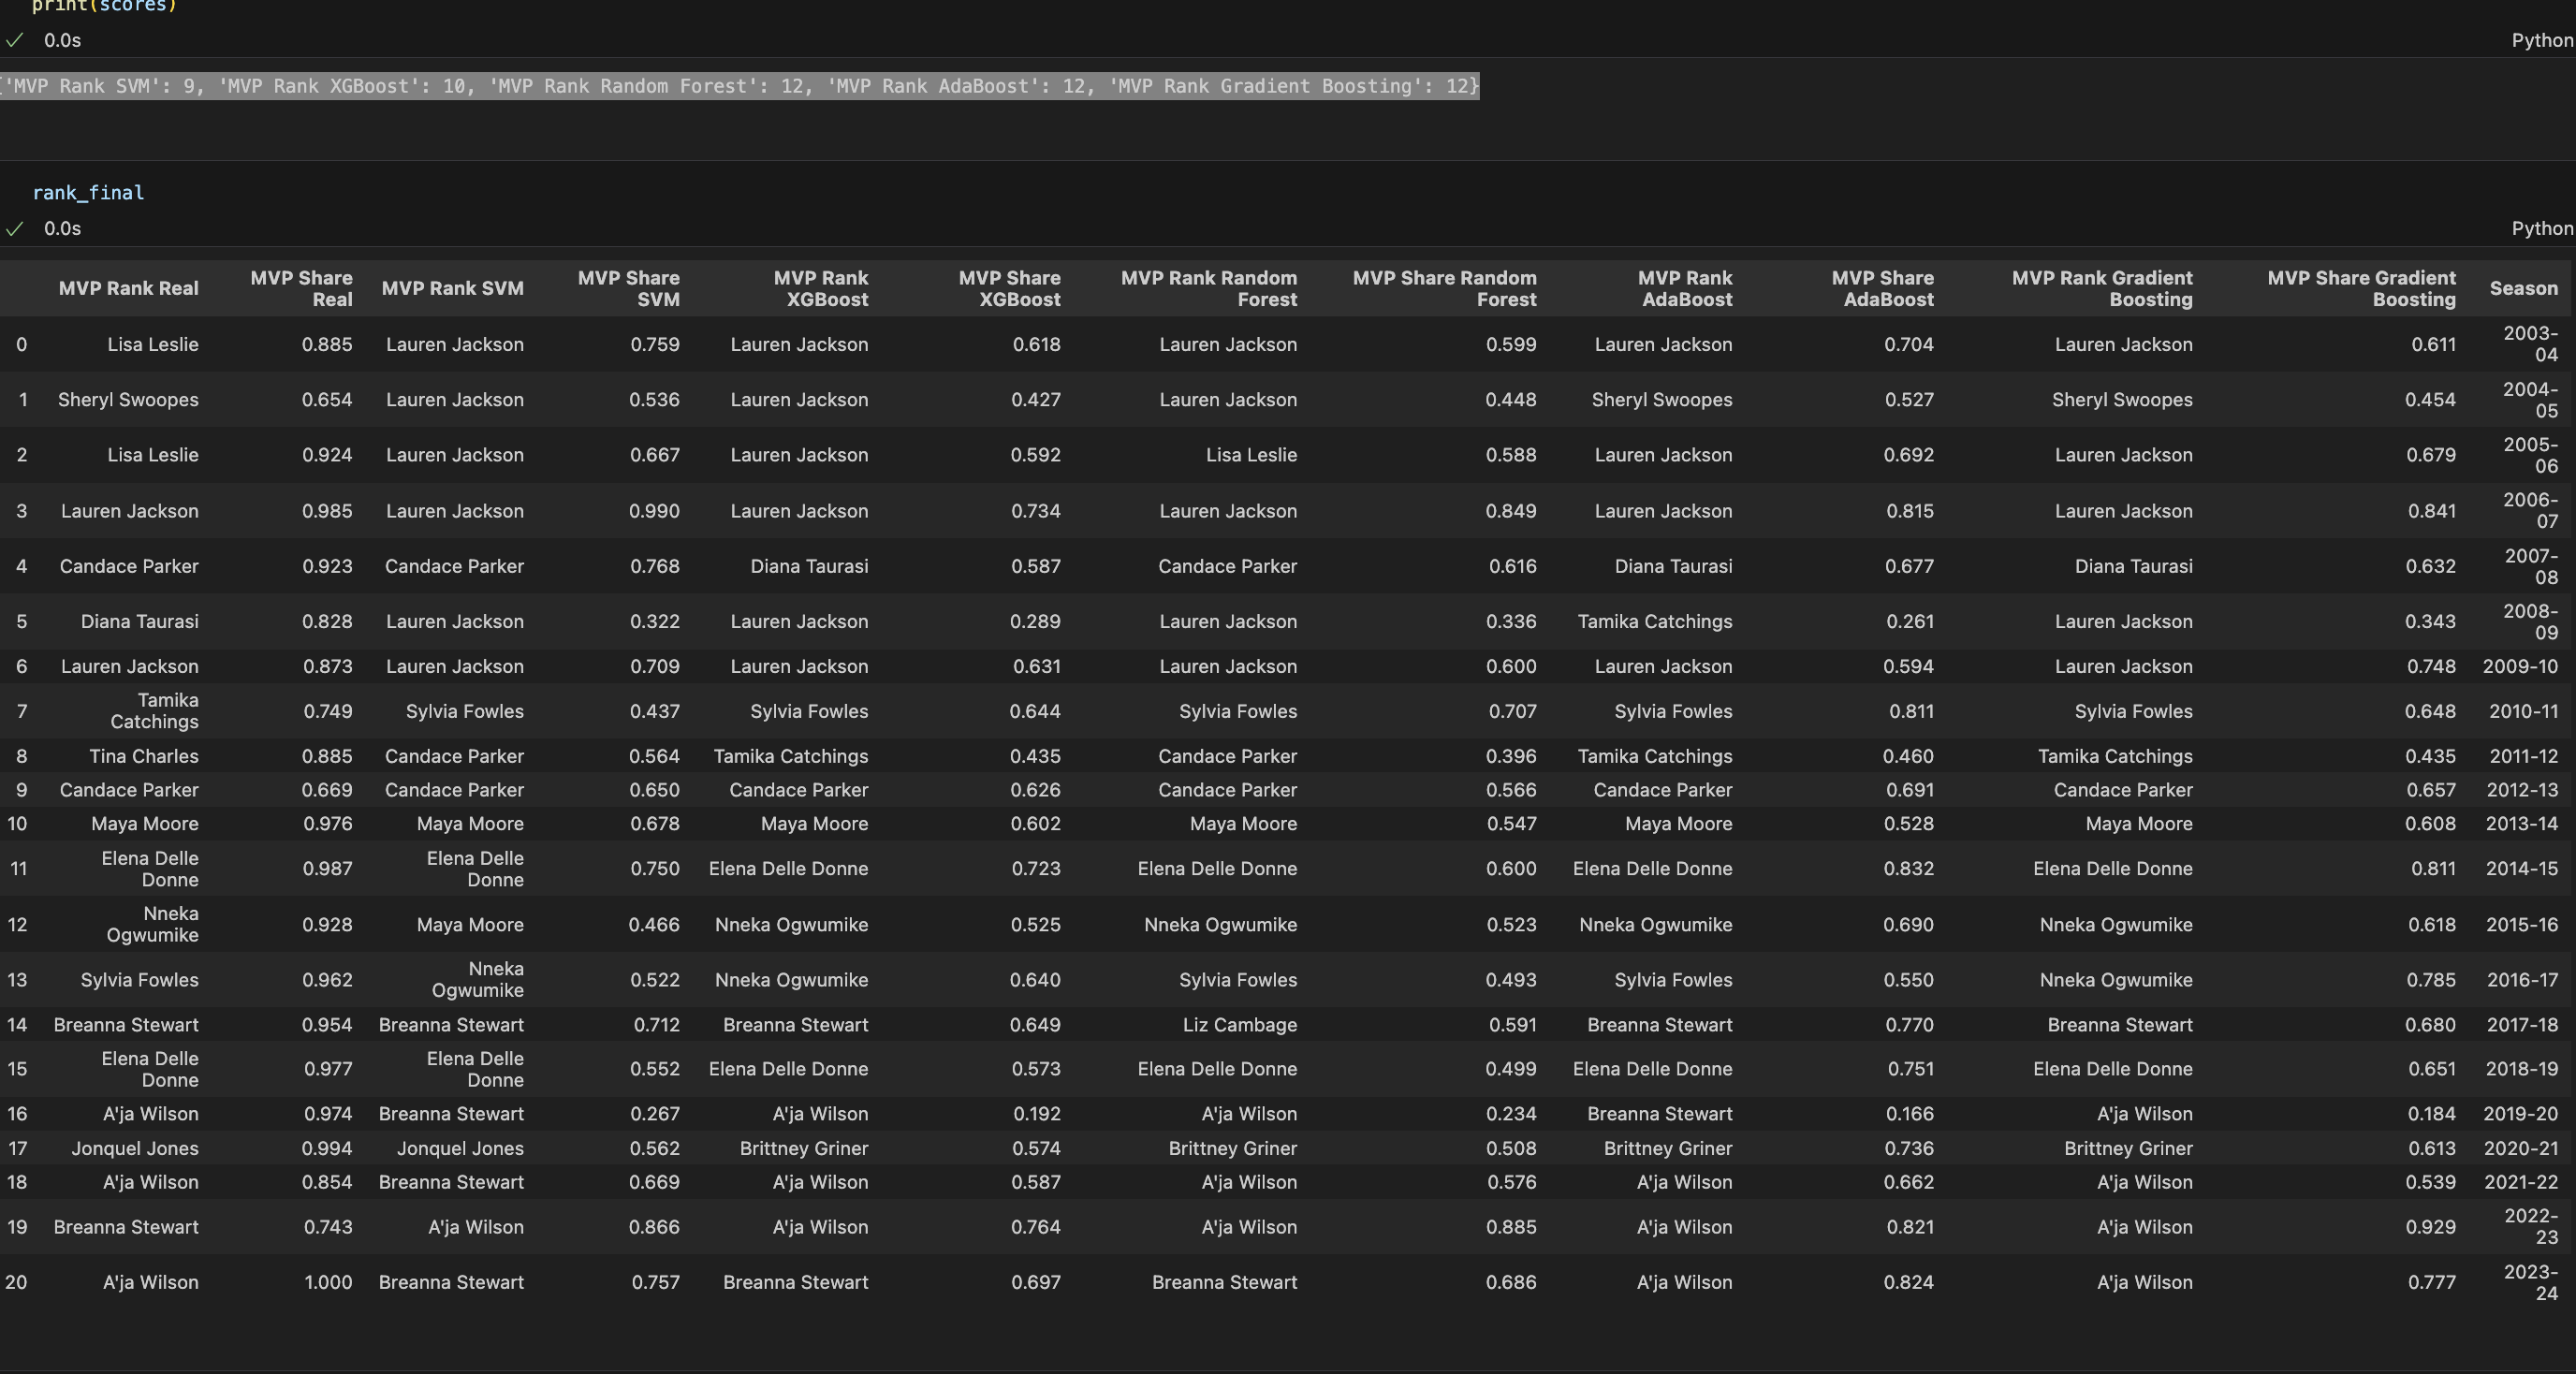 print(scores)
0.0s
Python
{'MVP Rank SVM': 9, 'MVP Rank XGBoost': 10, 'MVP Rank Random Forest': 12, 'MVP Rank AdaBoost': 12, 'MVP Rank Gradient Boosting': 12}
rank_final
0.0s
Python
MVP Rank Real MVP Share Real MVP Rank SVM MVP Share SVM MVP Rank XGBoost MVP Share XGBoost MVP Rank Random Forest MVP Share Random Forest MVP Rank AdaBoost MVP Share AdaBoost MVP Rank Gradient Boosting MVP Share Gradient Boosting Season
0 Lisa Leslie 0.885 Lauren Jackson 0.759 Lauren Jackson 0.618 Lauren Jackson 0.599 Lauren Jackson 0.704 Lauren Jackson 0.611 2003-04
1 Sheryl Swoopes 0.654 Lauren Jackson 0.536 Lauren Jackson 0.427 Lauren Jackson 0.448 Sheryl Swoopes 0.527 Sheryl Swoopes 0.454 2004-05
2 Lisa Leslie 0.924 Lauren Jackson 0.667 Lauren Jackson 0.592 Lisa Leslie 0.588 Lauren Jackson 0.692 Lauren Jackson 0.679 2005-06
3 Lauren Jackson 0.985 Lauren Jackson 0.990 Lauren Jackson 0.734 Lauren Jackson 0.849 Lauren Jackson 0.815 Lauren Jackson 0.841 2006-07
4 Candace Parker 0.923 Candace Parker 0.768 Diana Taurasi 0.587 Candace Parker 0.616 Diana Taurasi 0.677 Diana Taurasi 0.632 2007-08
5 Diana Taurasi 0.828 Lauren Jackson 0.322 Lauren Jackson 0.289 Lauren Jackson 0.336 Tamika Catchings 0.261 Lauren Jackson 0.343 2008-09
6 Lauren Jackson 0.873 Lauren Jackson 0.709 Lauren Jackson 0.631 Lauren Jackson 0.600 Lauren Jackson 0.594 Lauren Jackson 0.748 2009-10
7 Tamika Catchings 0.749 Sylvia Fowles 0.437 Sylvia Fowles 0.644 Sylvia Fowles 0.707 Sylvia Fowles 0.811 Sylvia Fowles 0.648 2010-11
8 Tina Charles 0.885 Candace Parker 0.564 Tamika Catchings 0.435 Candace Parker 0.396 Tamika Catchings 0.460 Tamika Catchings 0.435 2011-12
9 Candace Parker 0.669 Candace Parker 0.650 Candace Parker 0.626 Candace Parker 0.566 Candace Parker 0.691 Candace Parker 0.657 2012-13
10 Maya Moore 0.976 Maya Moore 0.678 Maya Moore 0.602 Maya Moore 0.547 Maya Moore 0.528 Maya Moore 0.608 2013-14
11 Elena Delle Donne 0.987 Elena Delle Donne 0.750 Elena Delle Donne 0.723 Elena Delle Donne 0.600 Elena Delle Donne 0.832 Elena Delle Donne 0.811 2014-15
12 Nneka Ogwumike 0.928 Maya Moore 0.466 Nneka Ogwumike 0.525 Nneka Ogwumike 0.523 Nneka Ogwumike 0.690 Nneka Ogwumike 0.618 2015-16
13 Sylvia Fowles 0.962 Nneka Ogwumike 0.522 Nneka Ogwumike 0.640 Sylvia Fowles 0.493 Sylvia Fowles 0.550 Nneka Ogwumike 0.785 2016-17
14 Breanna Stewart 0.954 Breanna Stewart 0.712 Breanna Stewart 0.649 Liz Cambage 0.591 Breanna Stewart 0.770 Breanna Stewart 0.680 2017-18
15 Elena Delle Donne 0.977 Elena Delle Donne 0.552 Elena Delle Donne 0.573 Elena Delle Donne 0.499 Elena Delle Donne 0.751 Elena Delle Donne 0.651 2018-19
16 A'ja Wilson 0.974 Breanna Stewart 0.267 A'ja Wilson 0.192 A'ja Wilson 0.234 Breanna Stewart 0.166 A'ja Wilson 0.184 2019-20
17 Jonquel Jones 0.994 Jonquel Jones 0.562 Brittney Griner 0.574 Brittney Griner 0.508 Brittney Griner 0.736 Brittney Griner 0.613 2020-21
18 A'ja Wilson 0.854 Breanna Stewart 0.669 A'ja Wilson 0.587 A'ja Wilson 0.576 A'ja Wilson 0.662 A'ja Wilson 0.539 2021-22
19 Breanna Stewart 0.743 A'ja Wilson 0.866 A'ja Wilson 0.764 A'ja Wilson 0.885 A'ja Wilson 0.821 A'ja Wilson 0.929 2022-23
20 A'ja Wilson 1.000 Breanna Stewart 0.757 Breanna Stewart 0.697 Breanna Stewart 0.686 A'ja Wilson 0.824 A'ja Wilson 0.777 2023-24